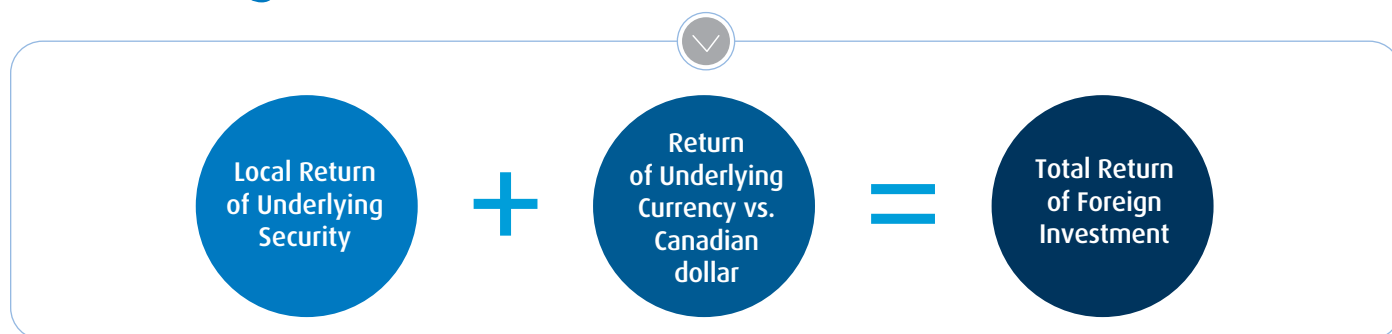 Local Return
of Underlying
Security
+
Return
of Underlying
Currency vs.
Canadian
dollar
=
Total Return
of Foreign
Investment